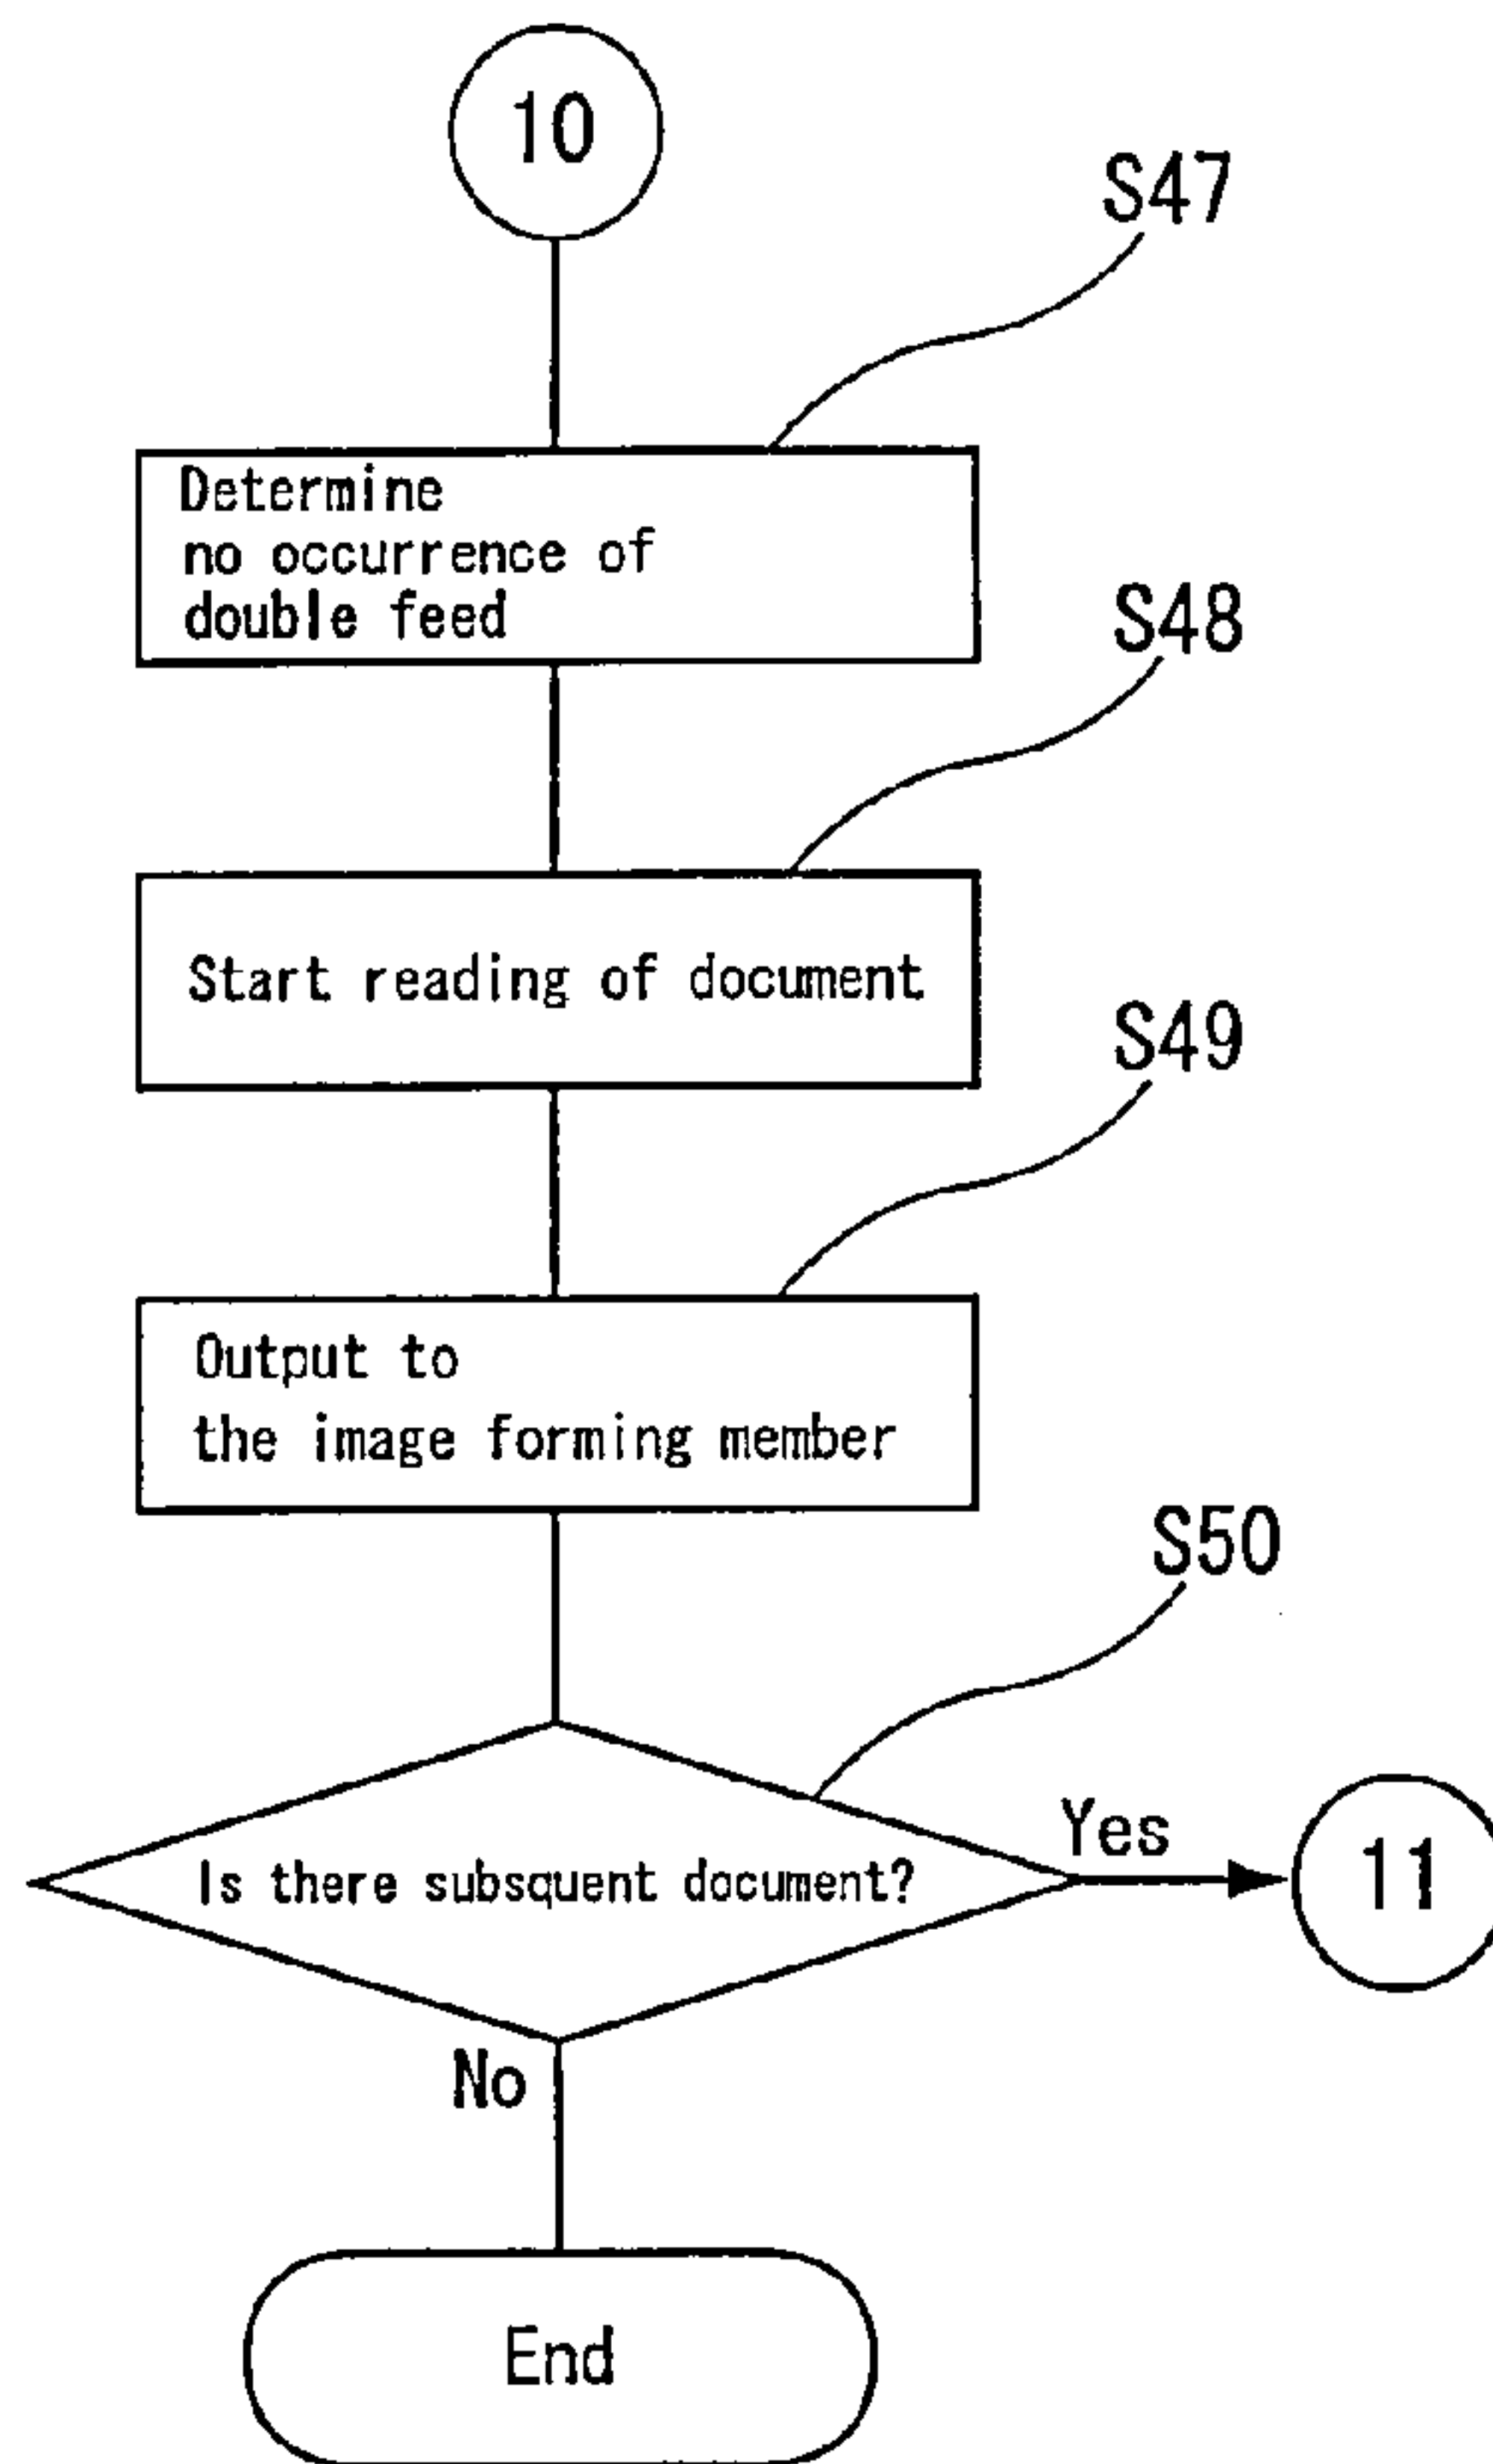 10
S47
Determine
no occurrence of
double feed
S48
Start reading of document
S49
Output to
the image forming member
S50
Is there subsquent document?
Yes
11
No
End